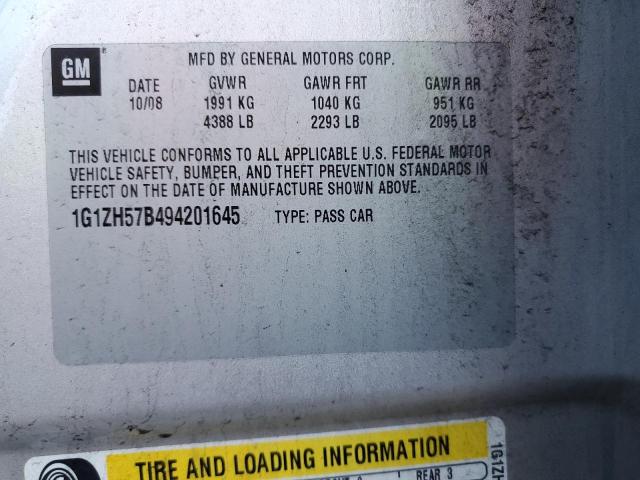 GM
MFD BY GENERAL MOTORS CORP.
DATE GVWR GAWR FRT GAWR RR
10/08 1991 KG 1040 KG 951 KG
4388 LB 2293 LB 2095 LB
THIS VEHICLE CONFORMS TO ALL APPLICABLE U.S. FEDERAL MOTOR
VEHICLE SAFETY, BUMPER, AND THEFT PREVENTION STANDARDS IN
EFFECT ON THE DATE OF MANUFACTURE SHOWN ABOVE.
1G1ZH57B494201645 TYPE: PASS CAR
TIRE AND LOADING INFORMATION
REAR 3
1G1ZH